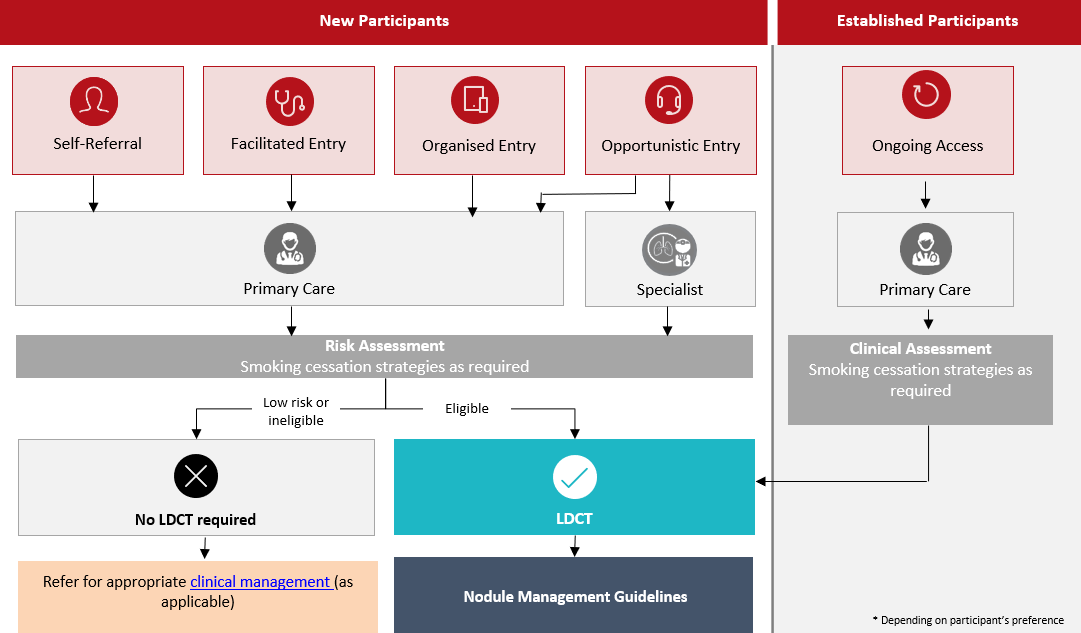 New Participants
Established Participants
Self-Referral
Facilitated Entry
Organised Entry
Opportunistic Entry
Ongoing Access
Primary Care
Specialist
Primary Care
Risk Assessment
Smoking cessation strategies as required
Clinical Assessment
Smoking cessation strategies as
required
Low risk or
ineligible
Eligible
No LDCT required
LDCT
Refer for appropriate clinical management (as
applicable)
Nodule Management Guidelines
* Depending on participant's preference